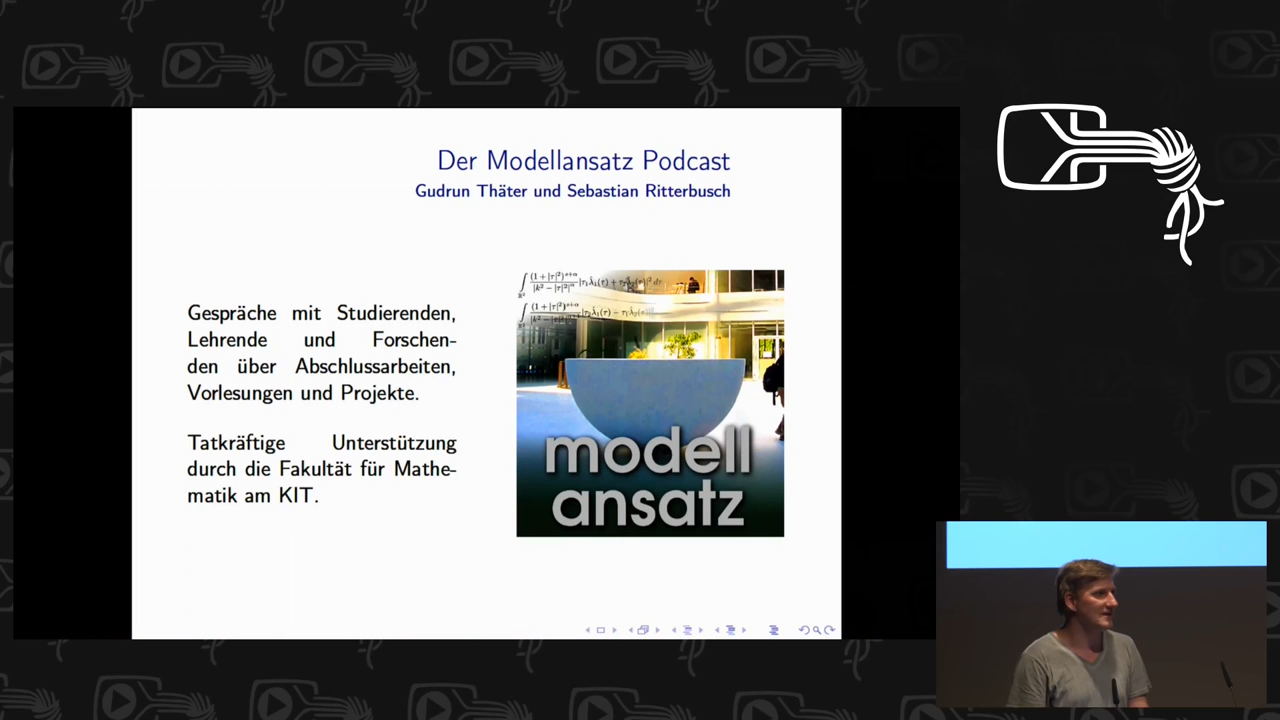 Der Modellansatz Podcast
Gudrun Thäter und Sebastian Ritterbusch
Gespräche mit Studierenden,
Lehrende und Forschen-
den über Abschlussarbeiten,
Vorlesungen und Projekte.
Tatkräftige Unterstützung
durch die Fakultät für Mathe-
matik am KIT.
modell
ansatz